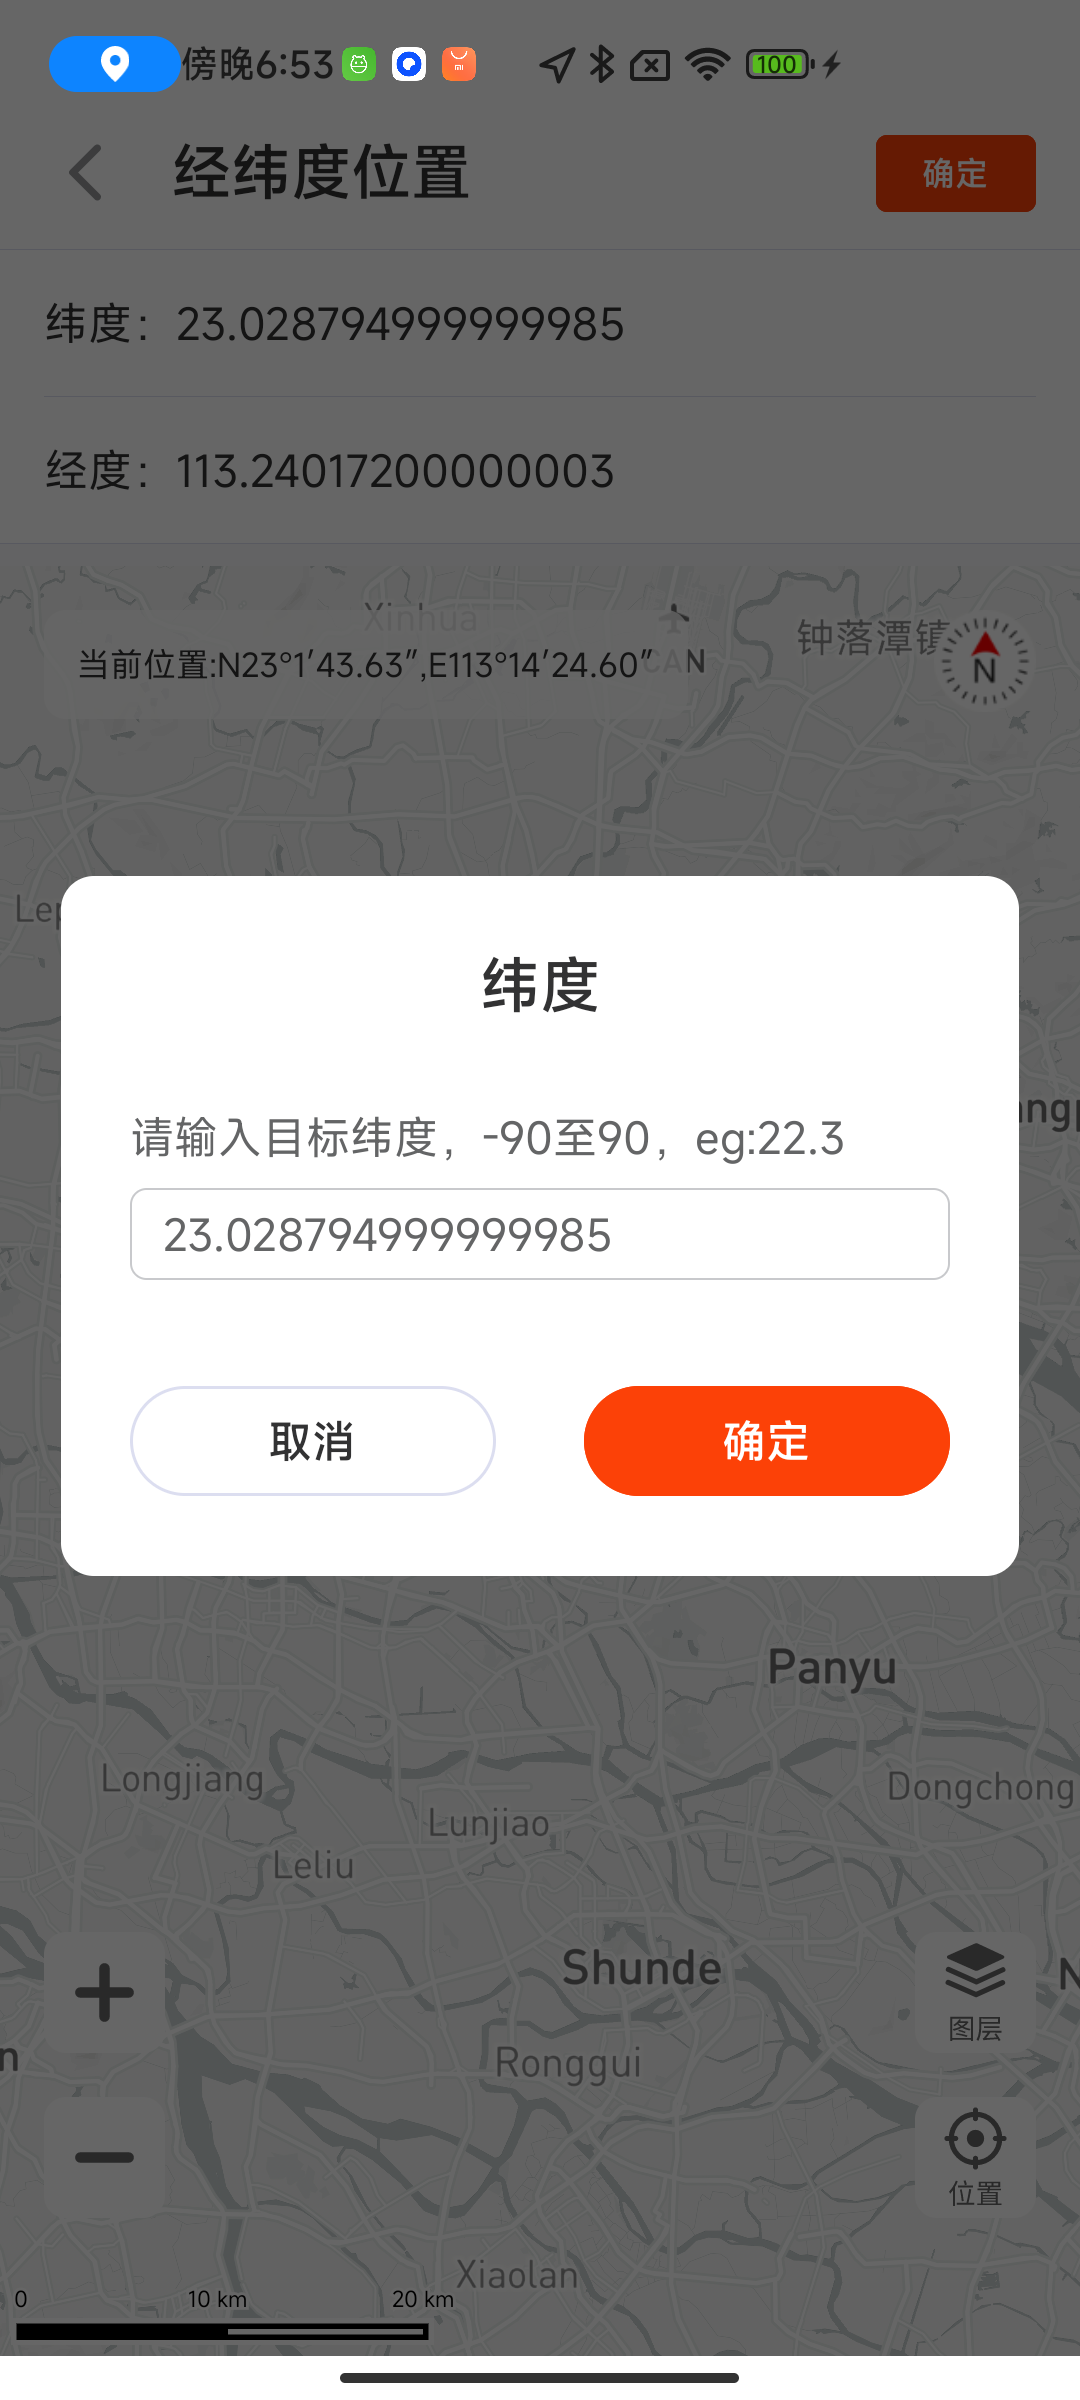 傍晚6:53
100
经纬度位置
确定
纬度：23.028794999999985
经度：113.24017200000003
Xinhua
钟落潭镇
当前位置:N23°1′43.63″,E113°14′24.60″
CAN
N
纬度
请输入目标纬度，-90至90，eg:22.3
23.028794999999985
取消
确定
Panyu
Longjiang
Dongchong
Lunjiao
Leliu
Shunde
图层
Ronggui
位置
Xiaolan
0 10 km 20 km